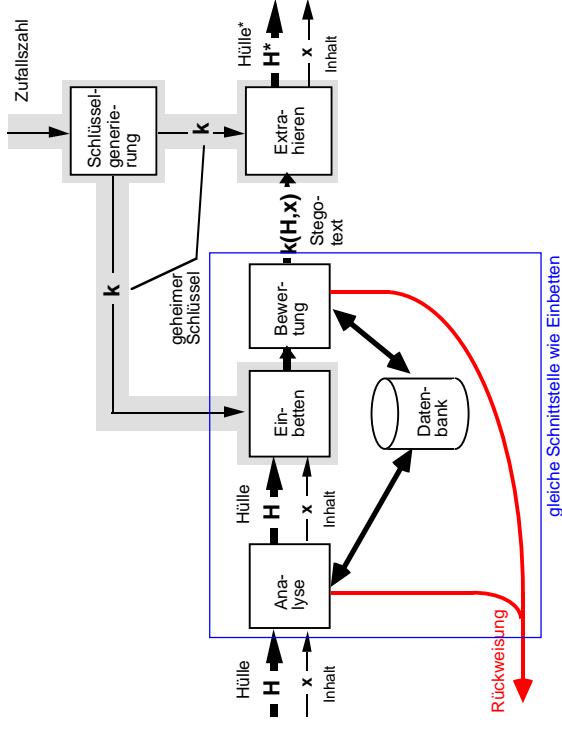 Zufallszahl
Schlüssel-
generie-
rung
k
k
geheimer
Schlüssel
Hülle
H
x
Inhalt
Ana-
lyse
Hülle
H
x
Inhalt
Ein-
betten
Bewer-
tung
k(H,x)
Stego-
text
Extra-
hieren
Hülle*
H*
x
Inhalt
Daten-
bank
Rückweisung
gleiche Schnittstelle wie Einbetten